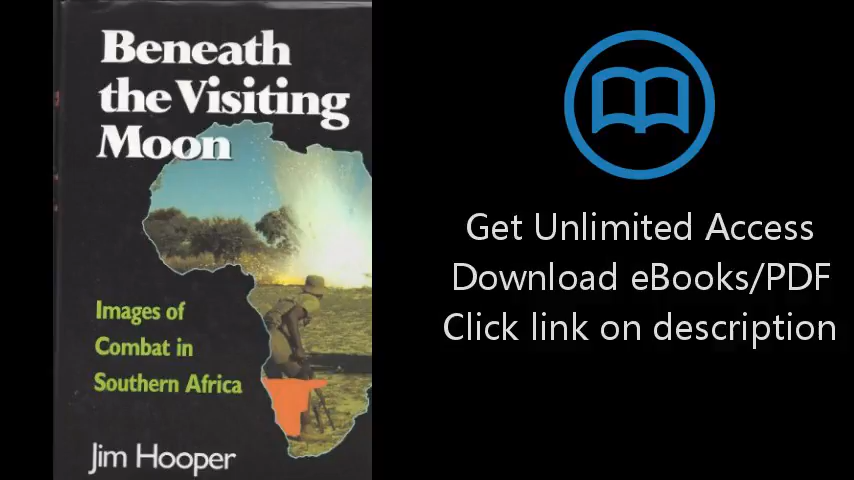 Beneath
the Visiting
Moon
Images of
Combat in
Southern Africa
Jim Hooper
Get Unlimited Access
Download eBooks/PDF
Click link on description